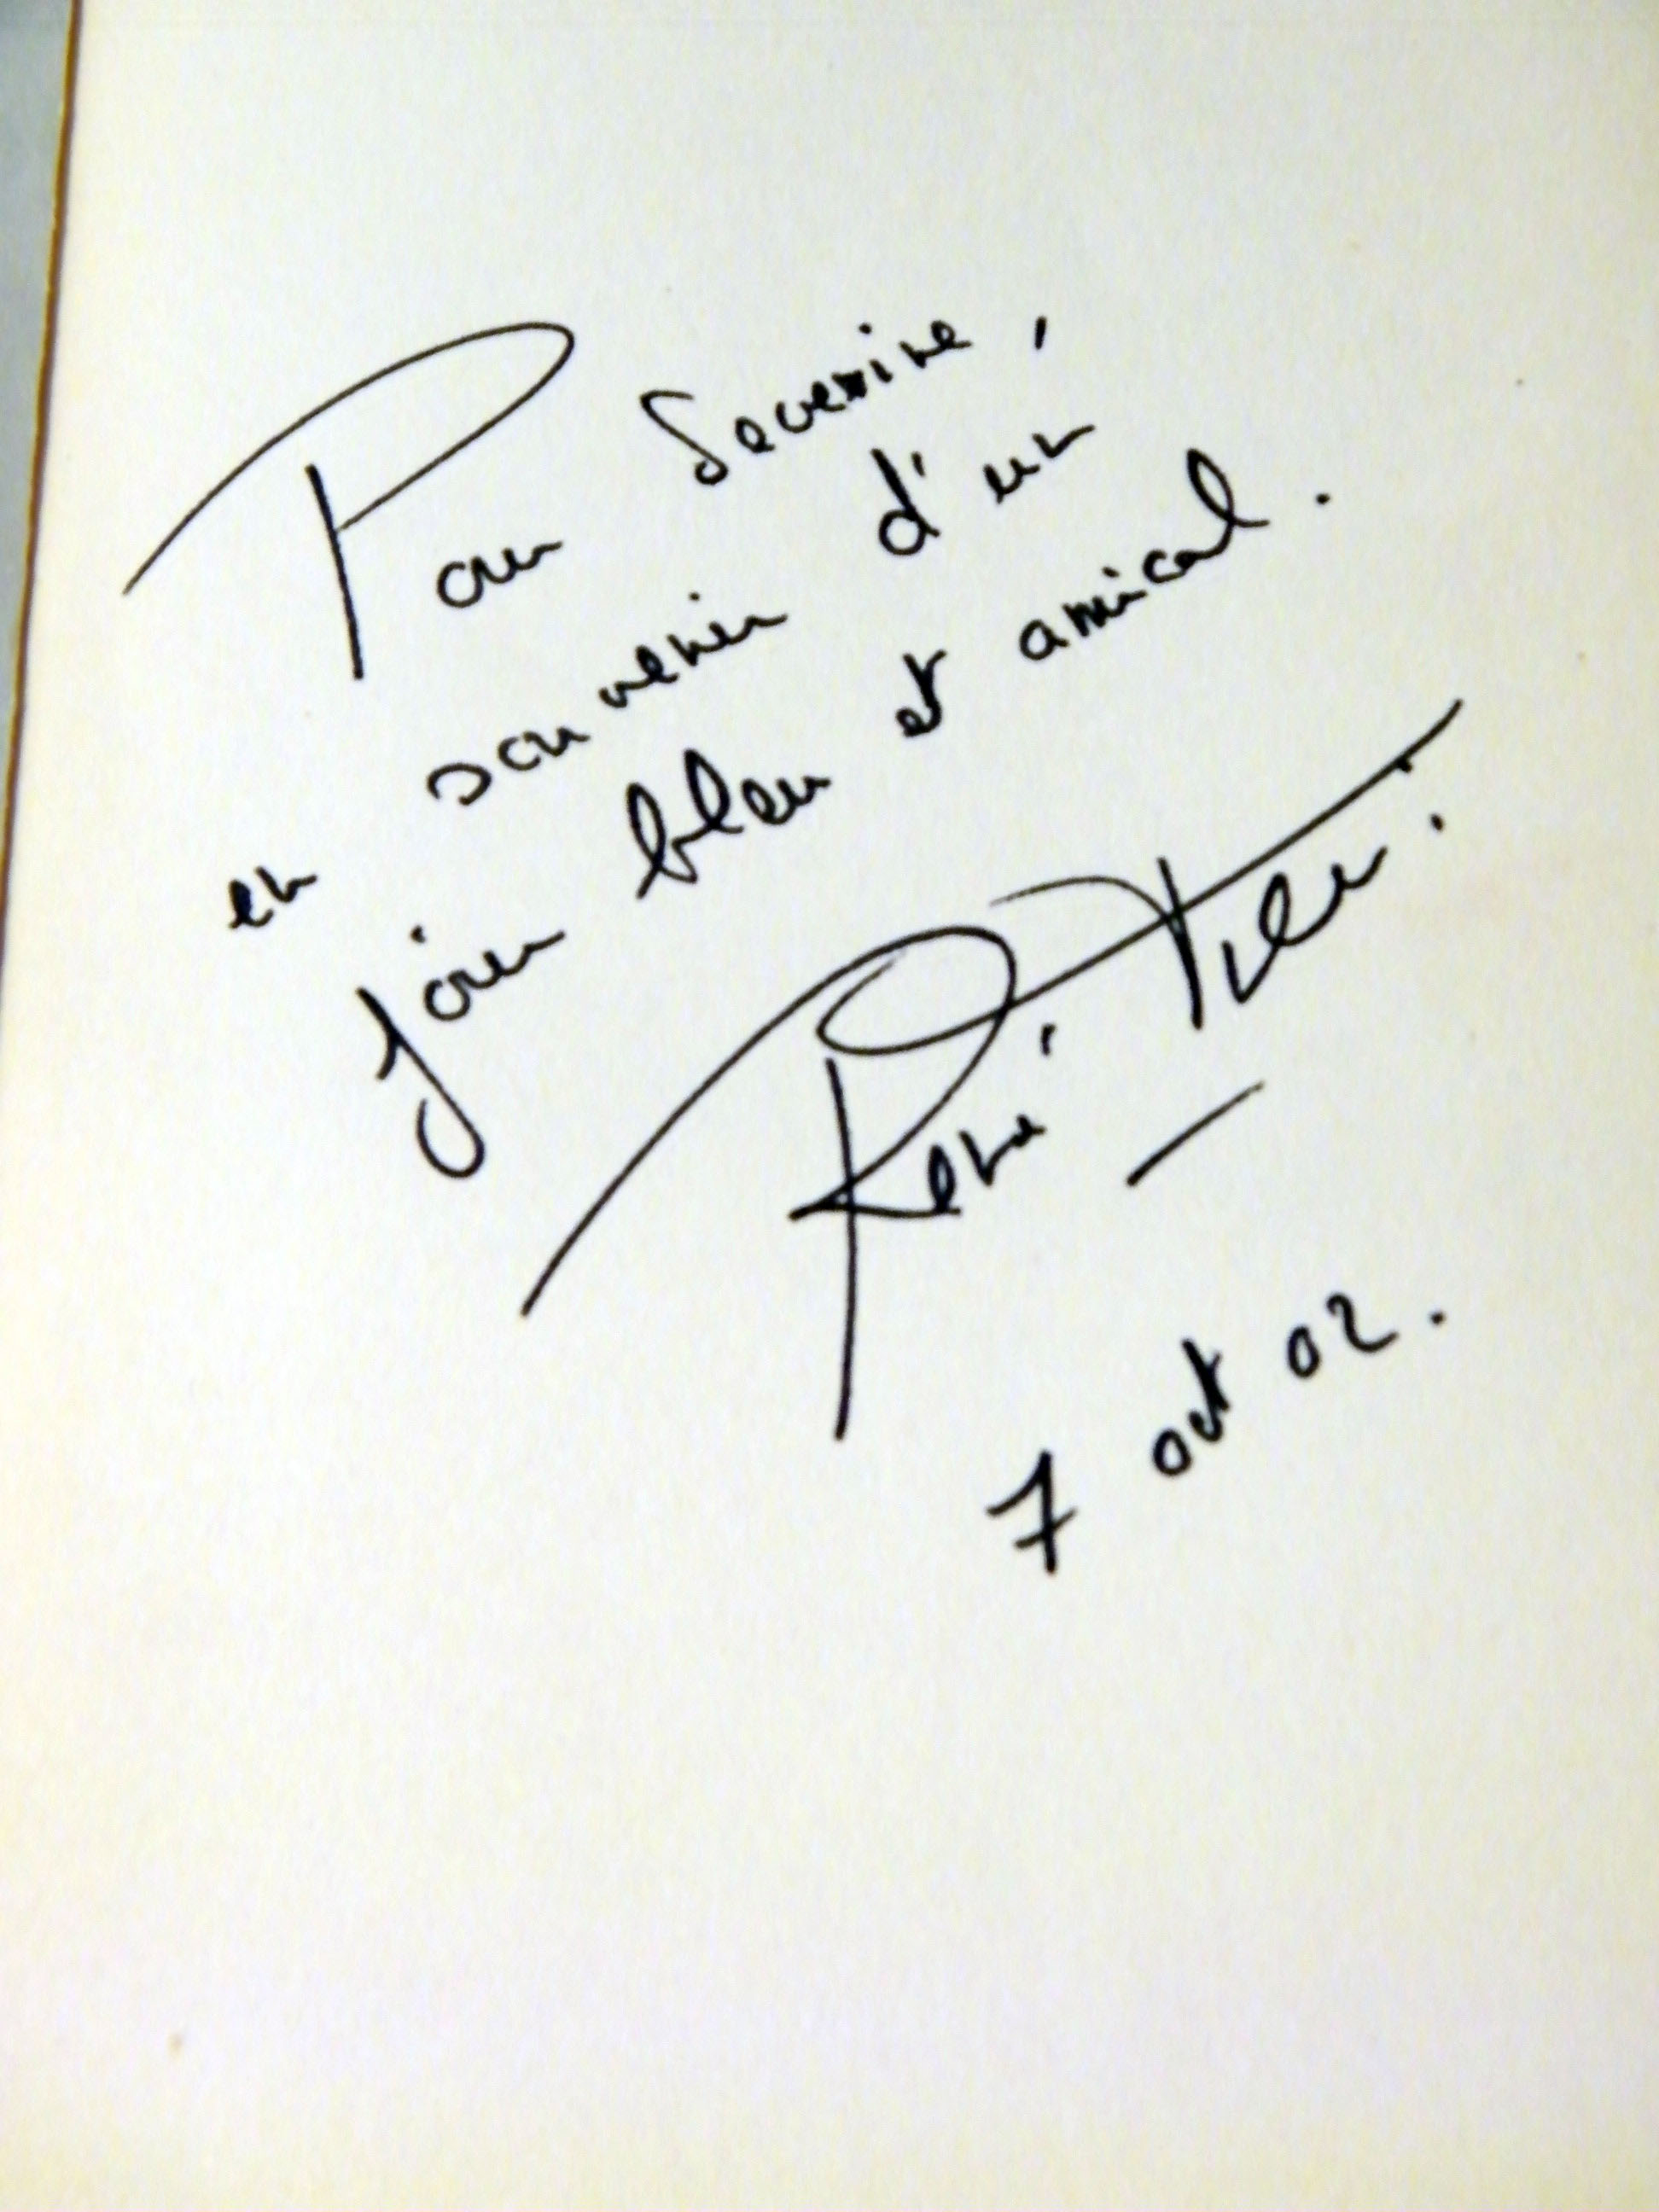 Pour Severine,
en souvenir d'un
jour bleu et amical.
René
7 oct 02.